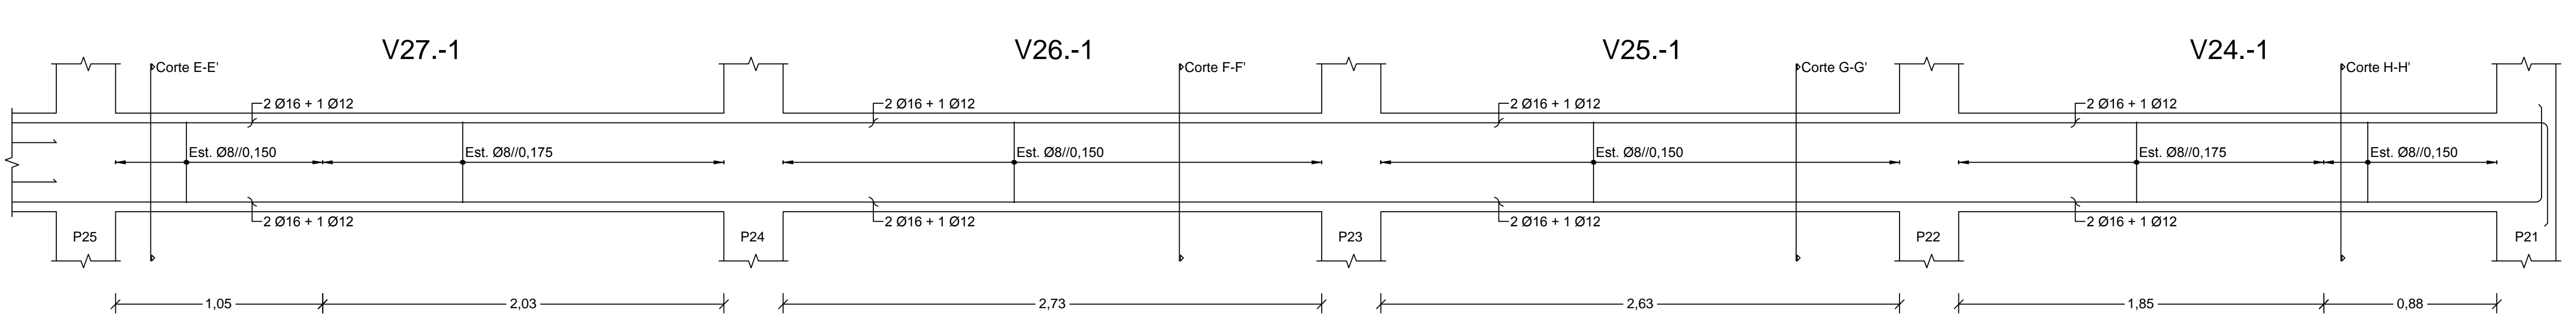 V27.-1
V26.-1
V25.-1
V24.-1
Corte E-E'
Corte F-F'
Corte G-G'
Corte H-H'
2 Ø16 + 1 Ø12
2 Ø16 + 1 Ø12
2 Ø16 + 1 Ø12
2 Ø16 + 1 Ø12
Est. Ø8//0,150
Est. Ø8//0,175
Est. Ø8//0,150
Est. Ø8//0,150
Est. Ø8//0,175
Est. Ø8//0,150
2 Ø16 + 1 Ø12
2 Ø16 + 1 Ø12
2 Ø16 + 1 Ø12
2 Ø16 + 1 Ø12
P25
P24
P23
P22
P21
1,05
2,03
2,73
2,63
1,85
0,88